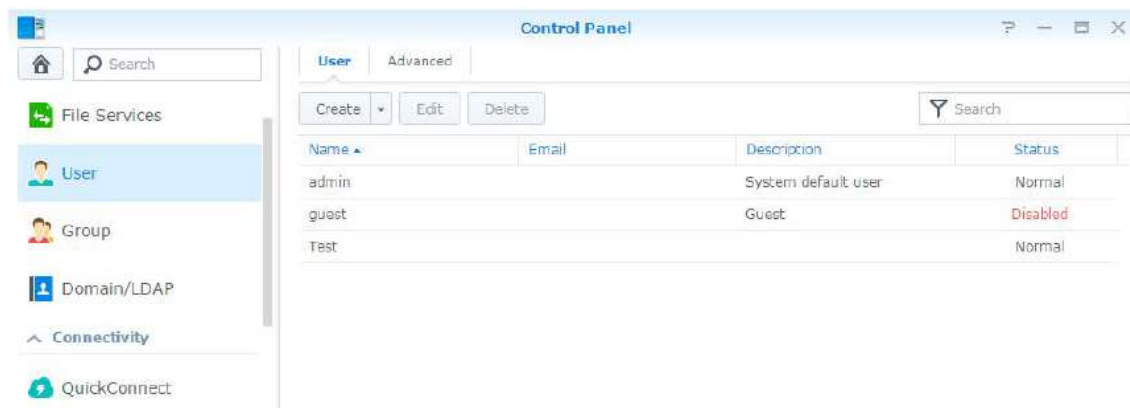 Control Panel
Search
User Advanced
File Services
Create Edit Delete Search
Name Email Description Status
User
admin System default user Normal
guest Guest Disabled
Group
Test Normal
Domain/LDAP
Connectivity
QuickConnect